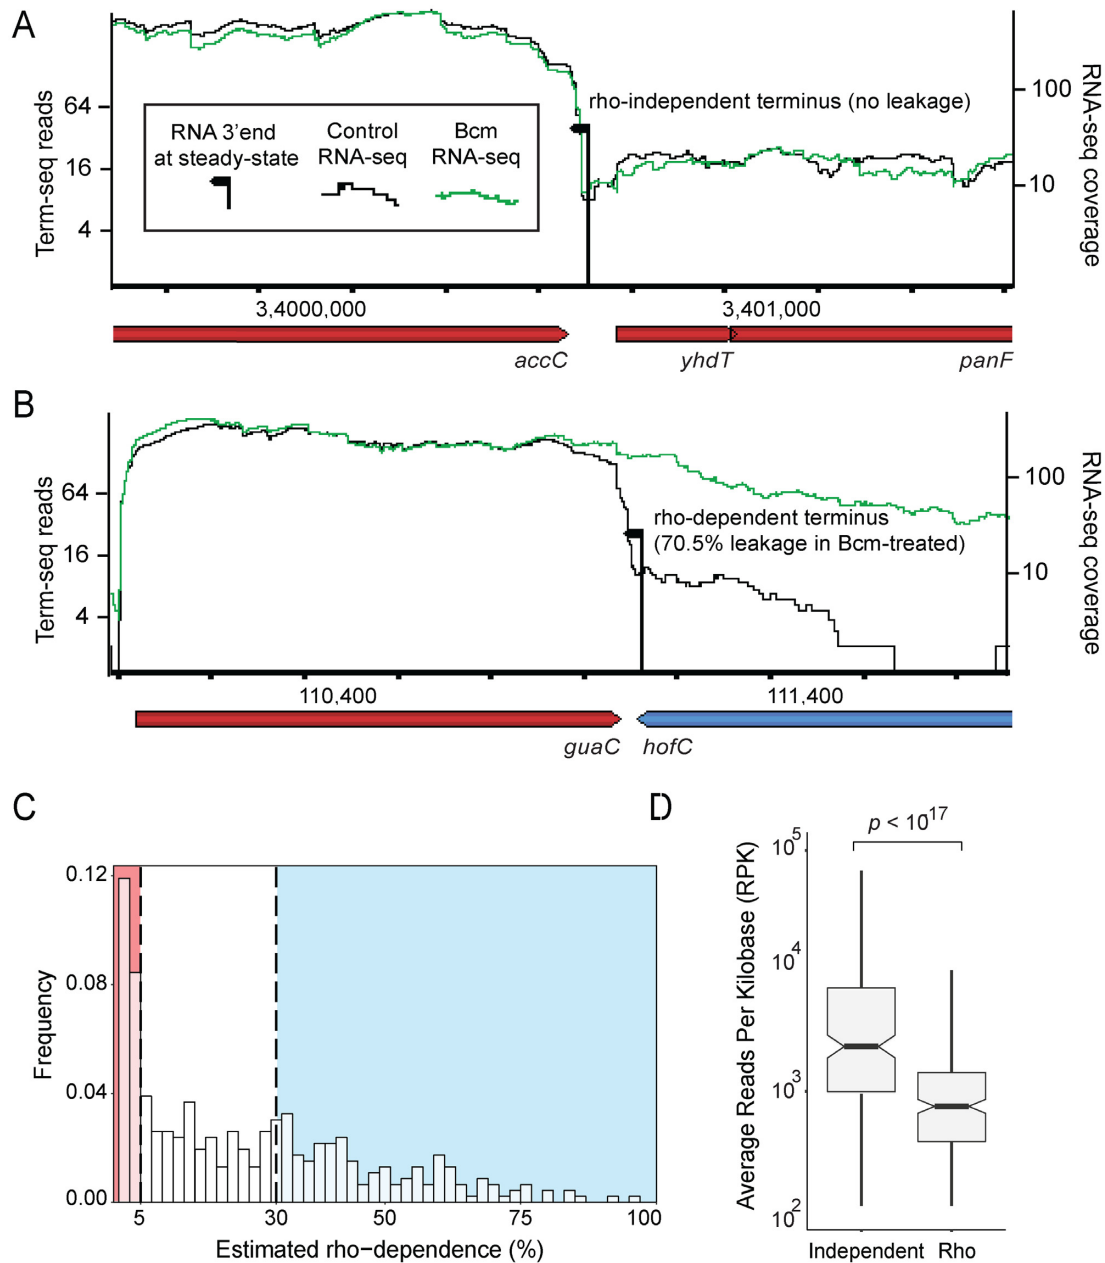 A
Term-seq reads
64
16
4
RNA 3'end
at steady-state
Control
RNA-seq
Bcm
RNA-seq
rho-independent terminus (no leakage)
100
10
RNA-seq coverage
3,4000,000
3,401,000
accC
yhdT
panF
B
Term-seq reads
64
16
4
rho-dependent terminus
(70.5% leakage in Bcm-treated)
100
10
RNA-seq coverage
110,400
111,400
guaC
hofC
C
Frequency
0.12
0.08
0.04
0.00
5
30
50
75
100
Estimated rho−dependence (%)
D
p < 10^17
Average Reads Per Kilobase (RPK)
10^5
10^4
10^3
10^2
Independent
Rho